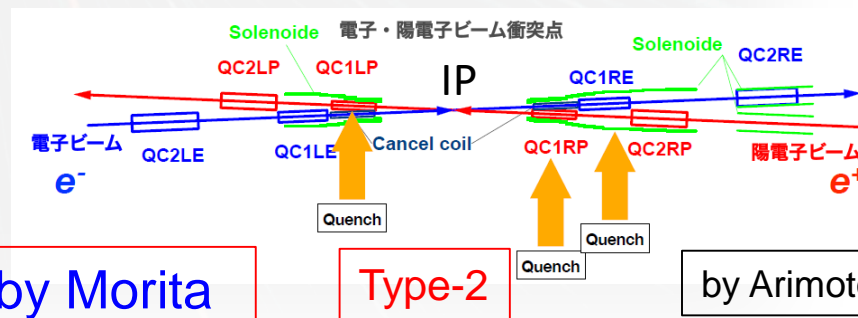 Solenoide 電子・陽電子ビーム衝突点
Solenoide
QC2RE
QC2LP QC1LP IP QC1RE
電子ビーム QC2LE QC1LE Cancel coil QC1RP QC2RP 陽電子ビーム
e- e+
Quench
Quench
Quench
by Morita Type-2 by Arimoto